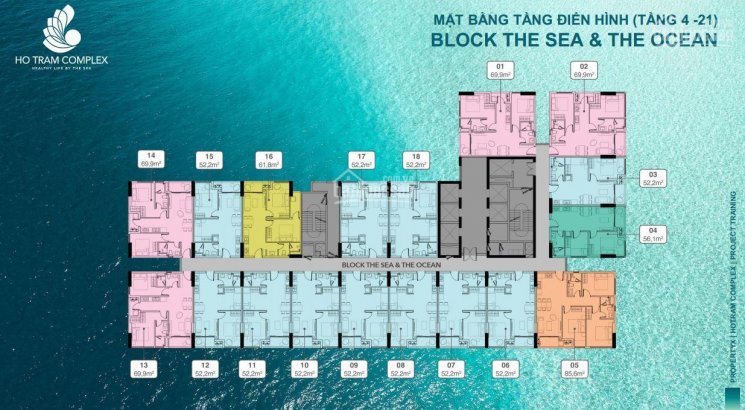 HO TRAM COMPLEX
HEALTHY LIFE BY THE SEA
MẶT BẰNG TẦNG ĐIỂN HÌNH (TẦNG 4 -21)
BLOCK THE SEA & THE OCEAN
01
69,9m²
02
69,9m²
14
69,9m²
15
52,2m²
16
61,8m²
17
52,2m²
18
52,2m²
03
52,2m²
04
56,1m²
BLOCK THE SEA & THE OCEAN
13
69,9m²
12
52,2m²
11
52,2m²
10
52,2m²
09
52,2m²
08
52,2m²
07
52,2m²
06
52,2m²
05
85,6m²
PROPERTYX | HOTRAM COMPLEX | PROJECT TRAINING